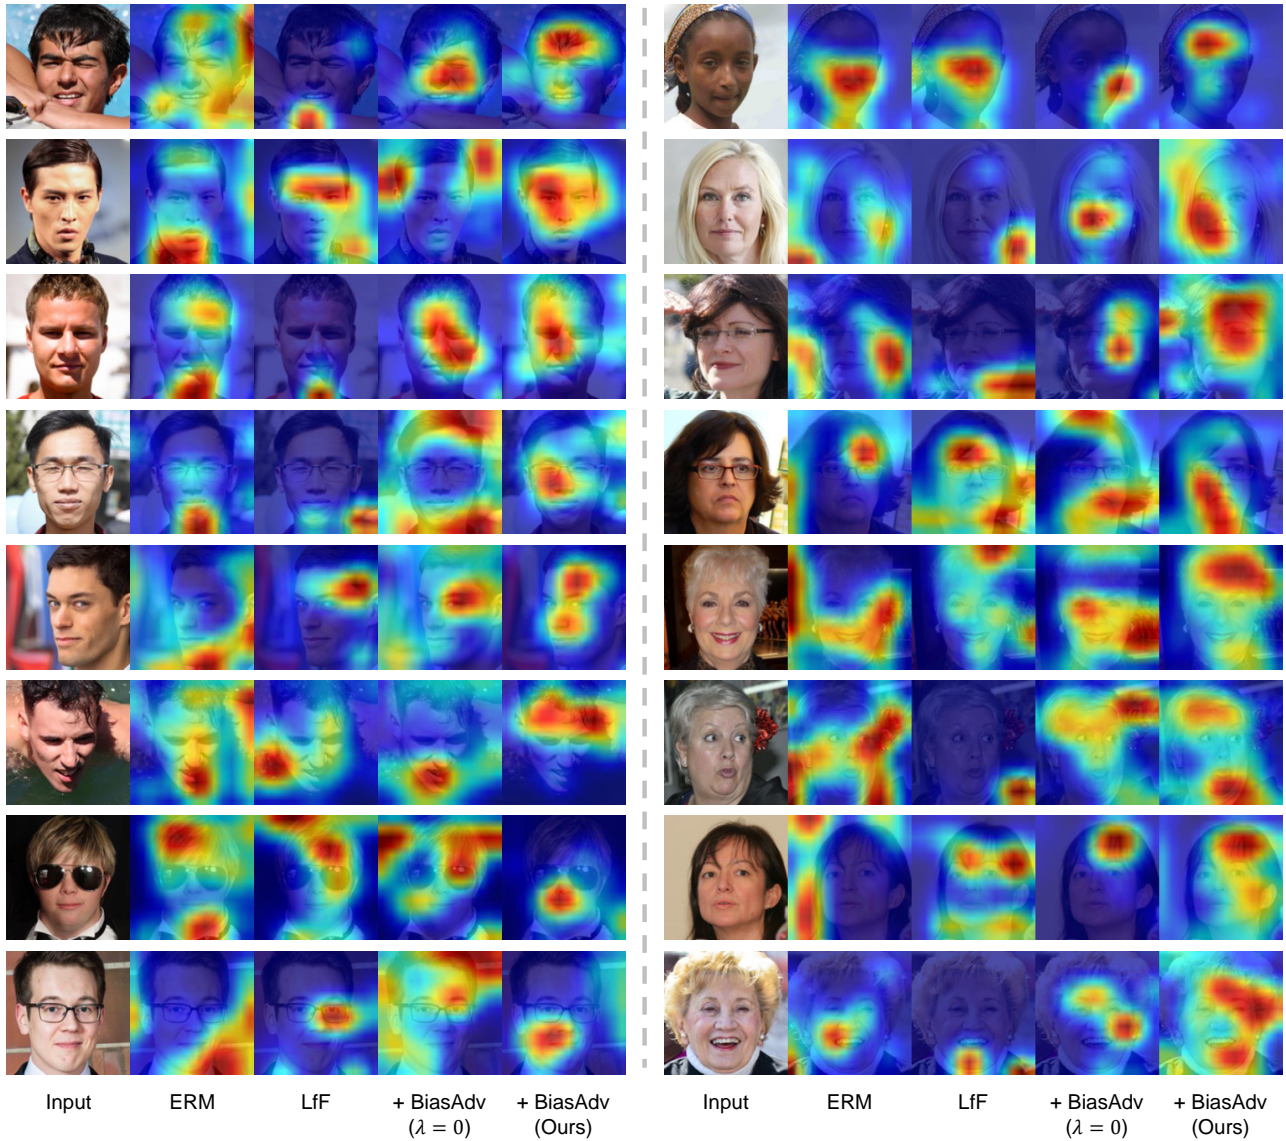 Input ERM LfF + BiasAdv + BiasAdv Input ERM LfF + BiasAdv + BiasAdv
(λ = 0) (Ours) (λ = 0) (Ours)